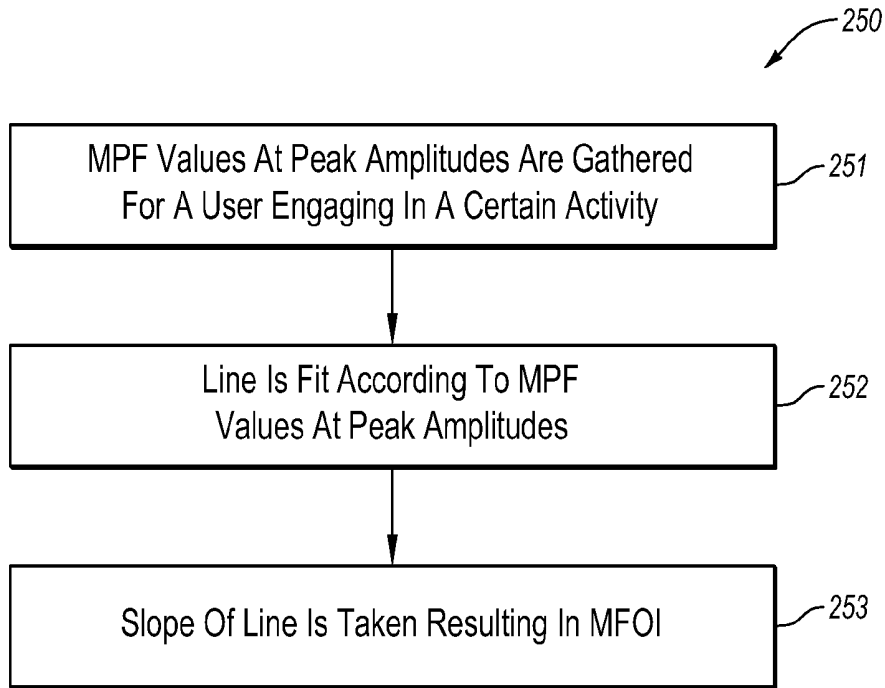 250
MPF Values At Peak Amplitudes Are Gathered
For A User Engaging In A Certain Activity
251
Line Is Fit According To MPF
Values At Peak Amplitudes
252
Slope Of Line Is Taken Resulting In MFOI
253